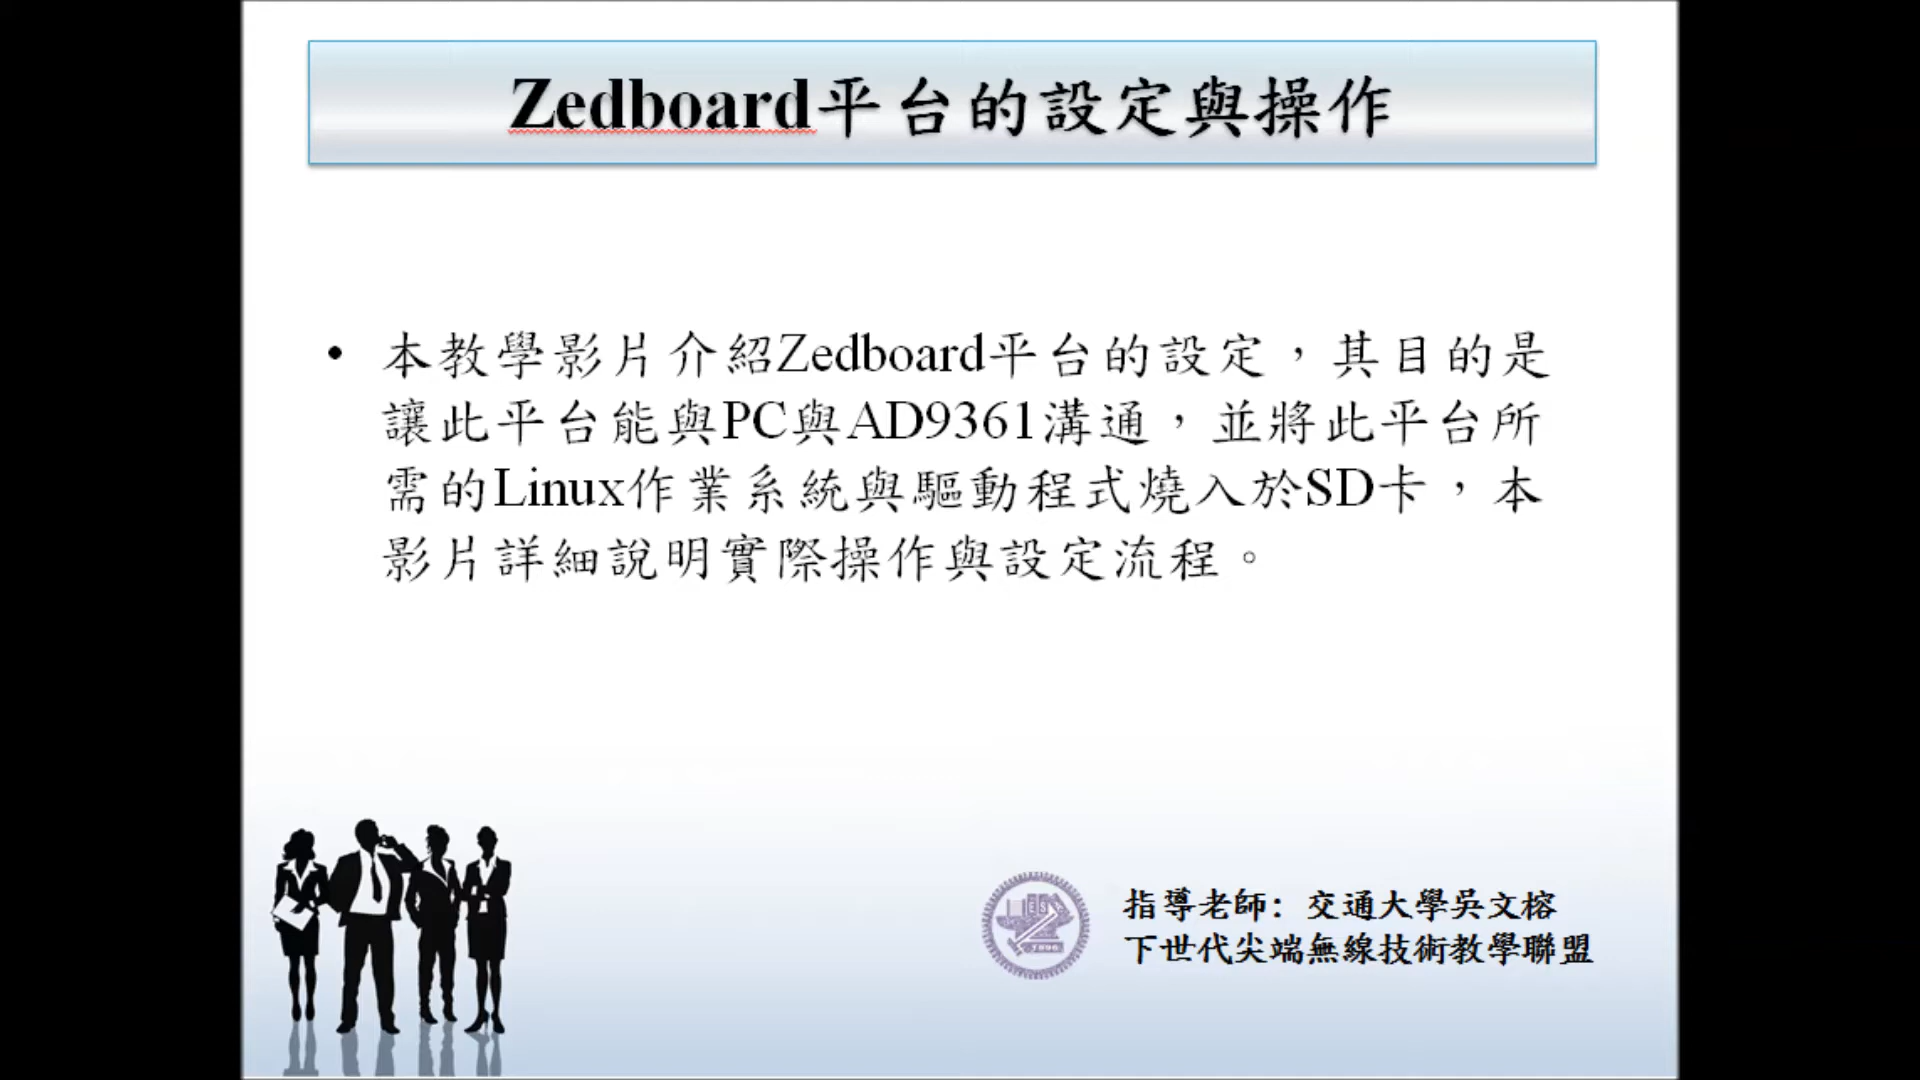 Zedboard平台的設定與操作
• 本教學影片介紹Zedboard平台的設定，其目的是
讓此平台能與PC與AD9361溝通，並將此平台所
需的Linux作業系統與驅動程式燒入於SD卡，本
影片詳細說明實際操作與設定流程。
指導老師: 交通大學吳文榕
下世代尖端無線技術教學聯盟
1896